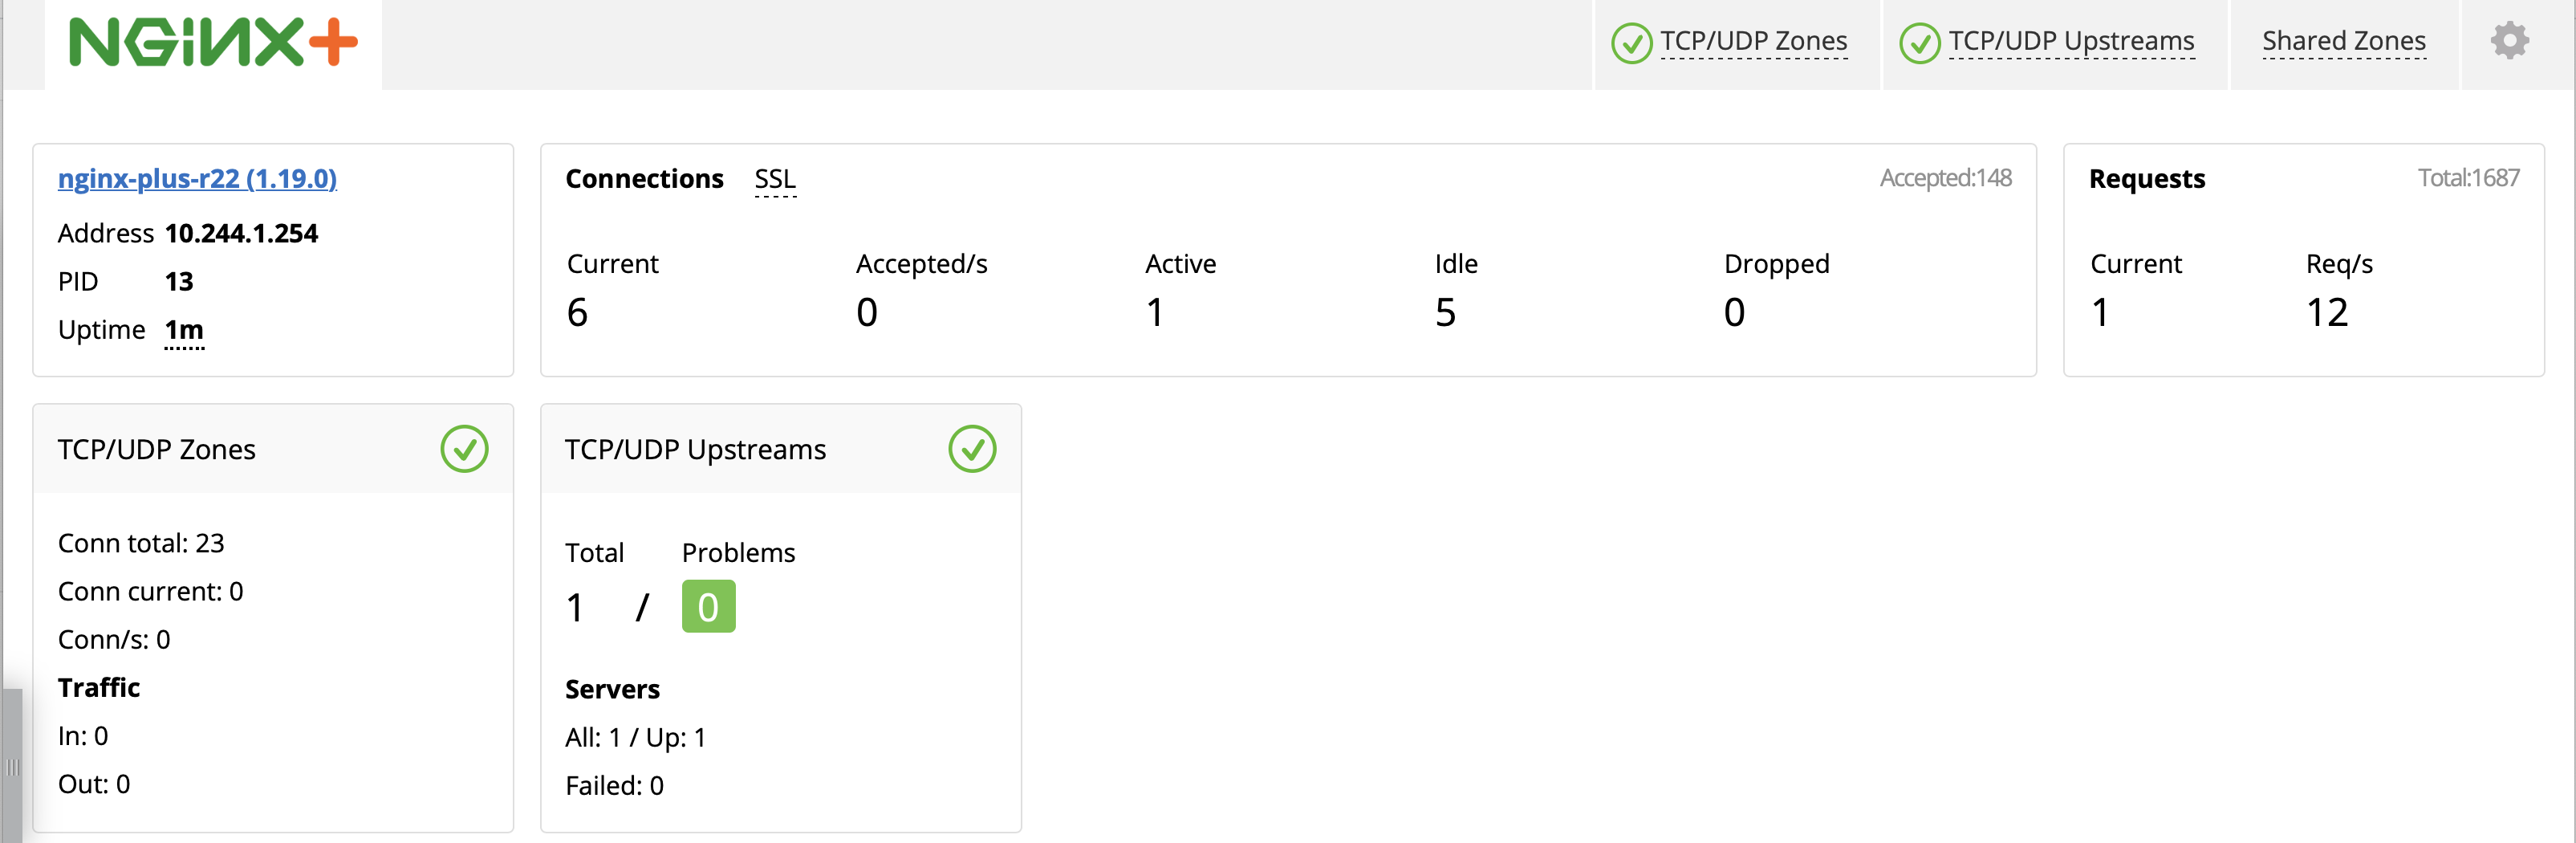 NGINX+
TCP/UDP Zones
TCP/UDP Upstreams
Shared Zones
nginx-plus-r22 (1.19.0)
Address 10.244.1.254
PID 13
Uptime 1m
Connections SSL Accepted:148
Current Accepted/s Active Idle Dropped
6 0 1 5 0
Requests Total:1687
Current Req/s
1 12
TCP/UDP Zones
Conn total: 23
Conn current: 0
Conn/s: 0
Traffic
In: 0
Out: 0
TCP/UDP Upstreams
Total Problems
1 / 0
Servers
All: 1 / Up: 1
Failed: 0